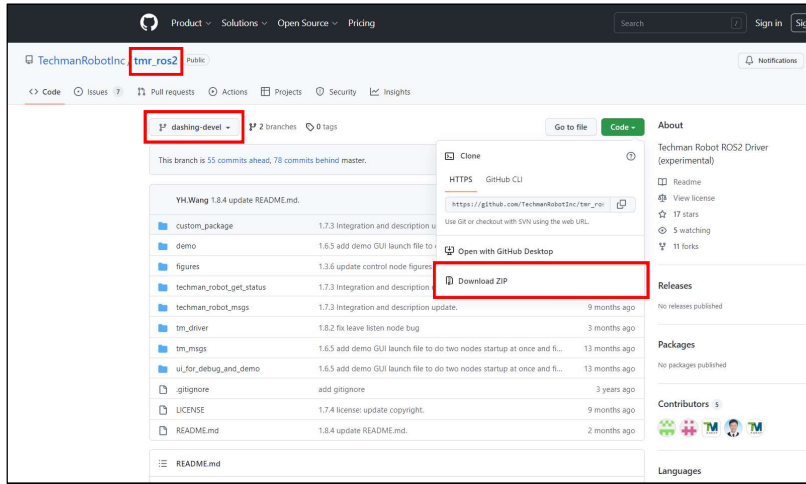 Product Solutions Open Source Pricing Search / Sign in
TechmanRobotInc / tmr_ros2 Public Notifications
<> Code Issues 7 Pull requests Actions Projects Security Insights
dashing-devel 2 branches 0 tags Go to file Code
This branch is 55 commits ahead, 78 commits behind master.
YH.Wang 1.8.4 update README.md.
custom_package 1.7.3 Integration and description u
demo 1.6.5 add demo GUI launch file to
figures 1.3.6 update control node figures
techman_robot_get_status 1.7.3 Integration and description
techman_robot_msgs 1.7.3 Integration and description update. 9 months ago
tm_driver 1.8.2 fix leave listen node bug 3 months ago
tm_msgs 1.6.5 add demo GUI launch file to do two nodes startup at once and fi... 13 months ago
ui_for_debug_and_demo 1.6.5 add demo GUI launch file to do two nodes startup at once and fi... 13 months ago
.gitignore add gitignore 3 years ago
LICENSE 1.7.4 license: update copyright. 9 months ago
README.md 1.8.4 update README.md. 2 months ago
README.md
Clone
HTTPS GitHub CLI
https://github.com/TechmanRobotInc/tmr_ro
Use Git or checkout with SVN using the web URL.
Open with GitHub Desktop
Download ZIP
About
Techman Robot ROS2 Driver
(experimental)
Readme
View license
17 stars
5 watching
11 forks
Releases
No releases published
Packages
No packages published
Contributors 5
TM TM
Languages